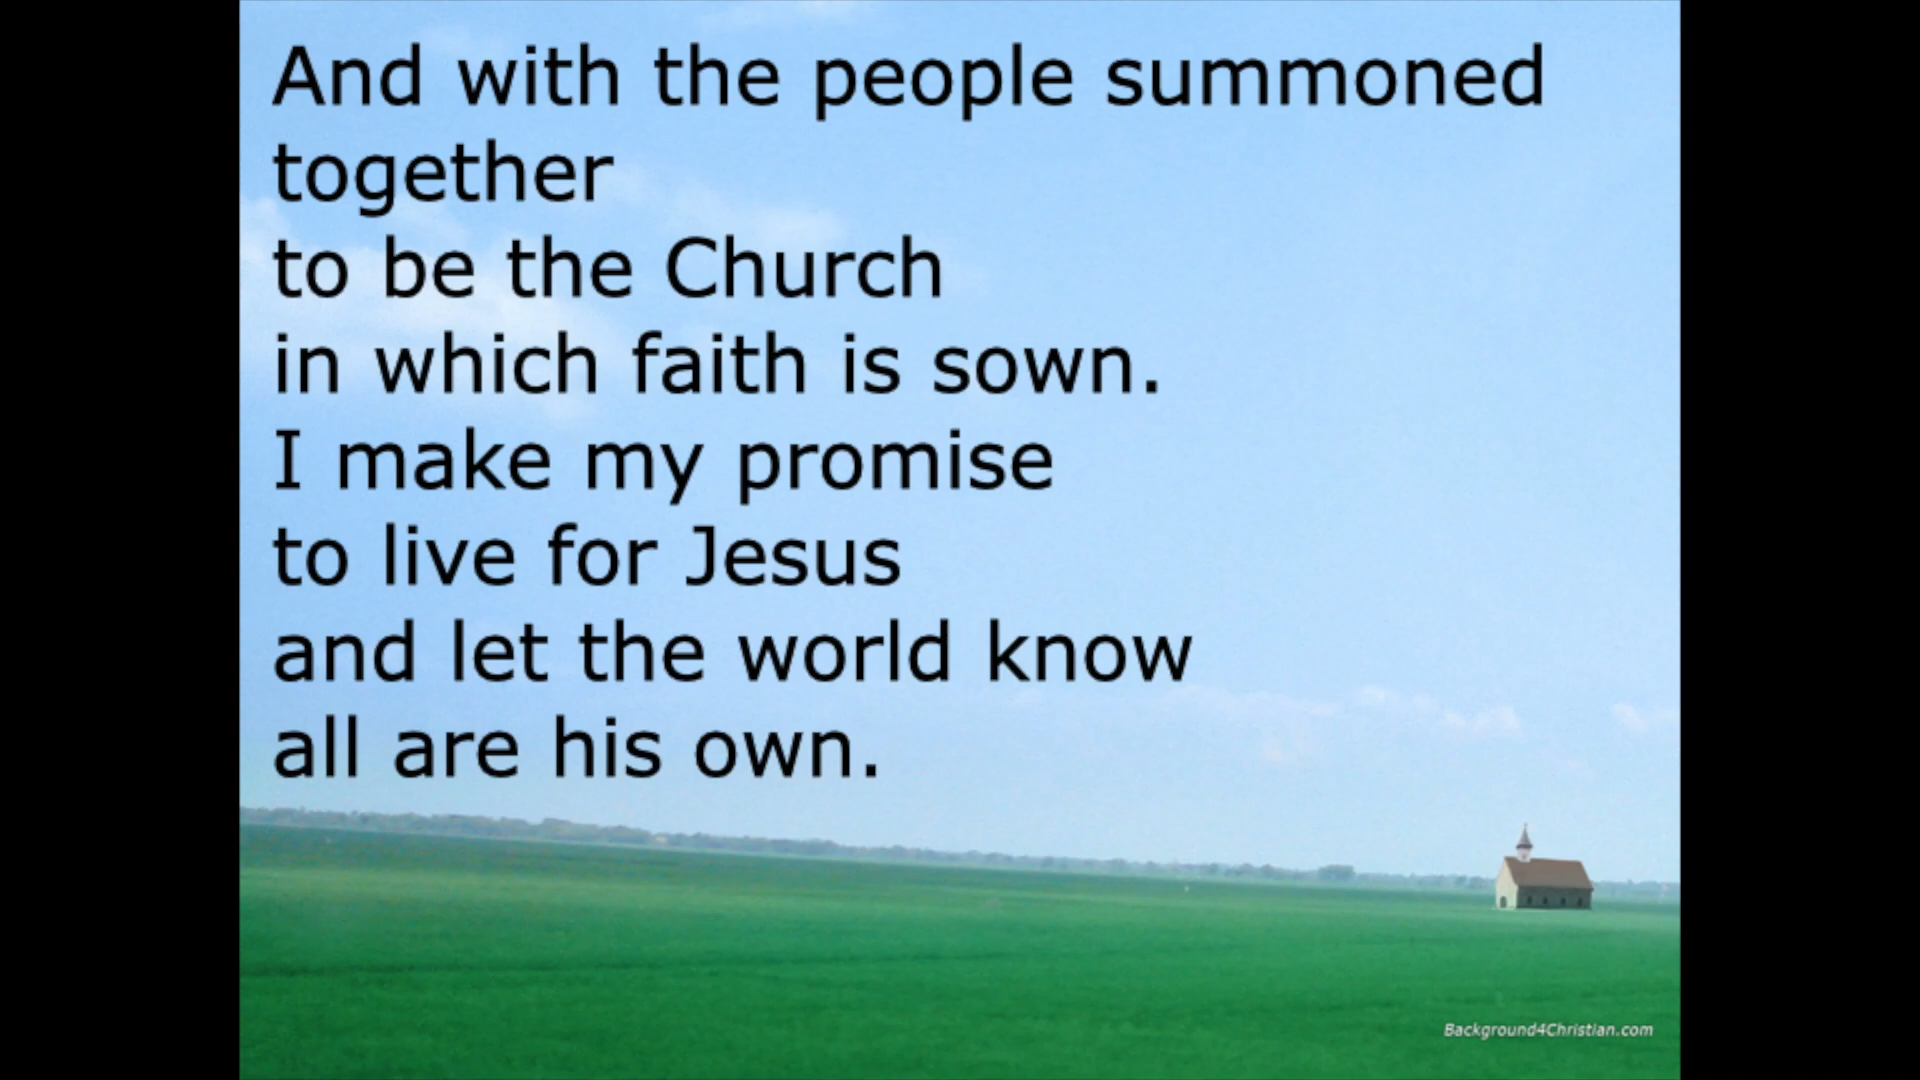 And with the people summoned
together
to be the Church
in which faith is sown.
I make my promise
to live for Jesus
and let the world know
all are his own.
Background4Christian.com